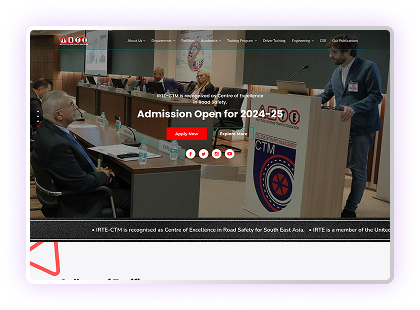 About Us Departments Facilities Academics Training Program Driver Training Engineering CSR Our Publications
IRTE-CTM is recognized as Centre of Excellence
in Road Safety.
Admission Open for 2024-25
Apply Now Explore More
CTM
• IRTE-CTM is recognised as Centre of Excellence in Road Safety for South East Asia. • IRTE is a member of the United